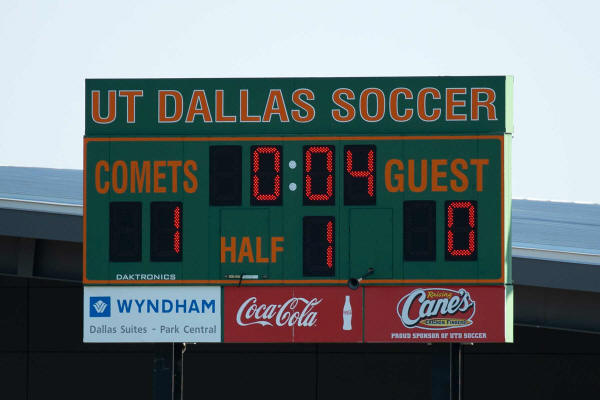 UT DALLAS SOCCER
COMETS 0:04 GUEST
1 HALF 1 0
DAKTRONICS
WYNDHAM
Dallas Suites - Park Central
Coca-Cola
Raising
Cane's
CHICKEN FINGERS
PROUD SPONSOR OF UTD SOCCER